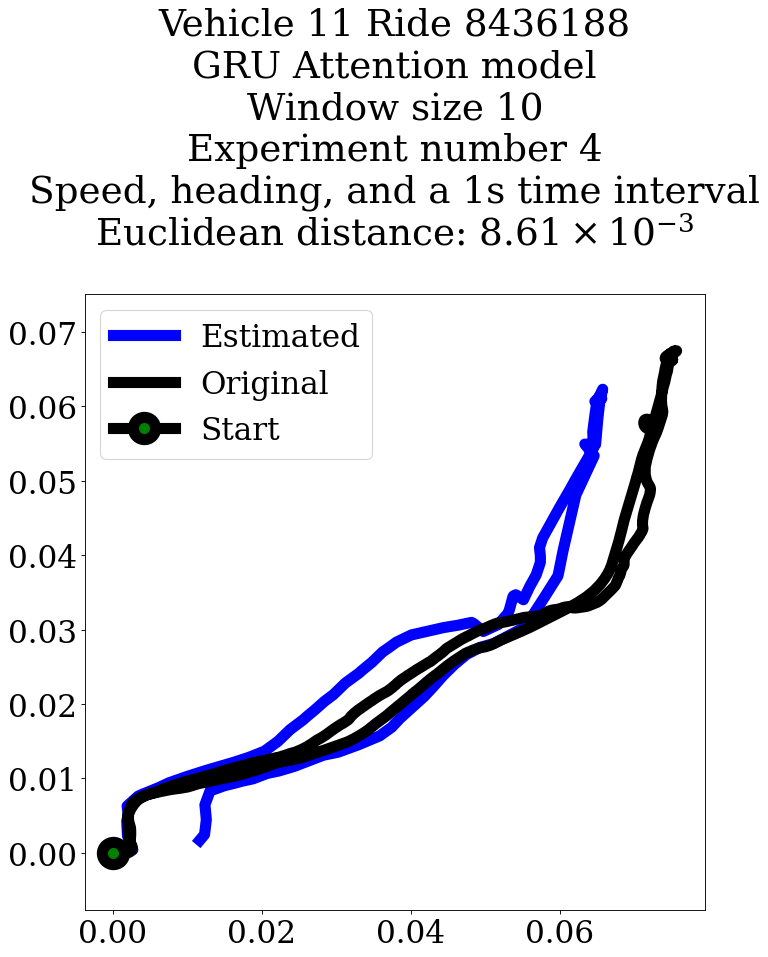 Vehicle 11 Ride 8436188
GRU Attention model
Window size 10
Experiment number 4
Speed, heading, and a 1s time interval
Euclidean distance: 8.61 × 10⁻³
Estimated
Original
Start
0.07
0.06
0.05
0.04
0.03
0.02
0.01
0.00
0.00 0.02 0.04 0.06